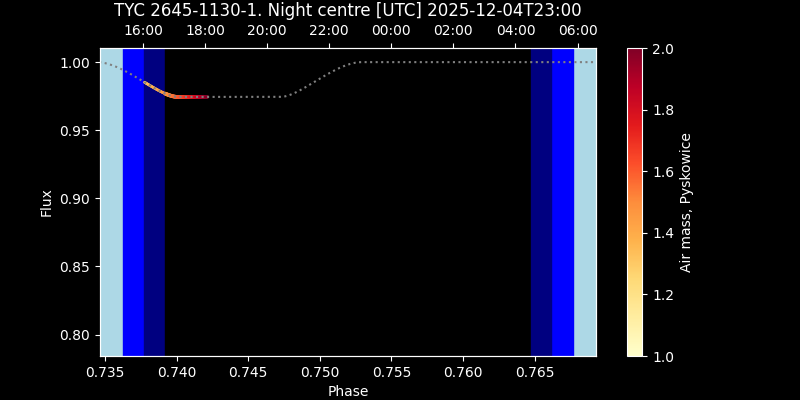 TYC 2645-1130-1. Night centre [UTC] 2025-12-04T23:00
16:00 18:00 20:00 22:00 00:00 02:00 04:00 06:00
1.00
0.95
0.90
0.85
0.80
Flux
0.735 0.740 0.745 0.750 0.755 0.760 0.765
Phase
2.0
1.8
1.6
1.4
1.2
1.0
Air mass, Pyskowice